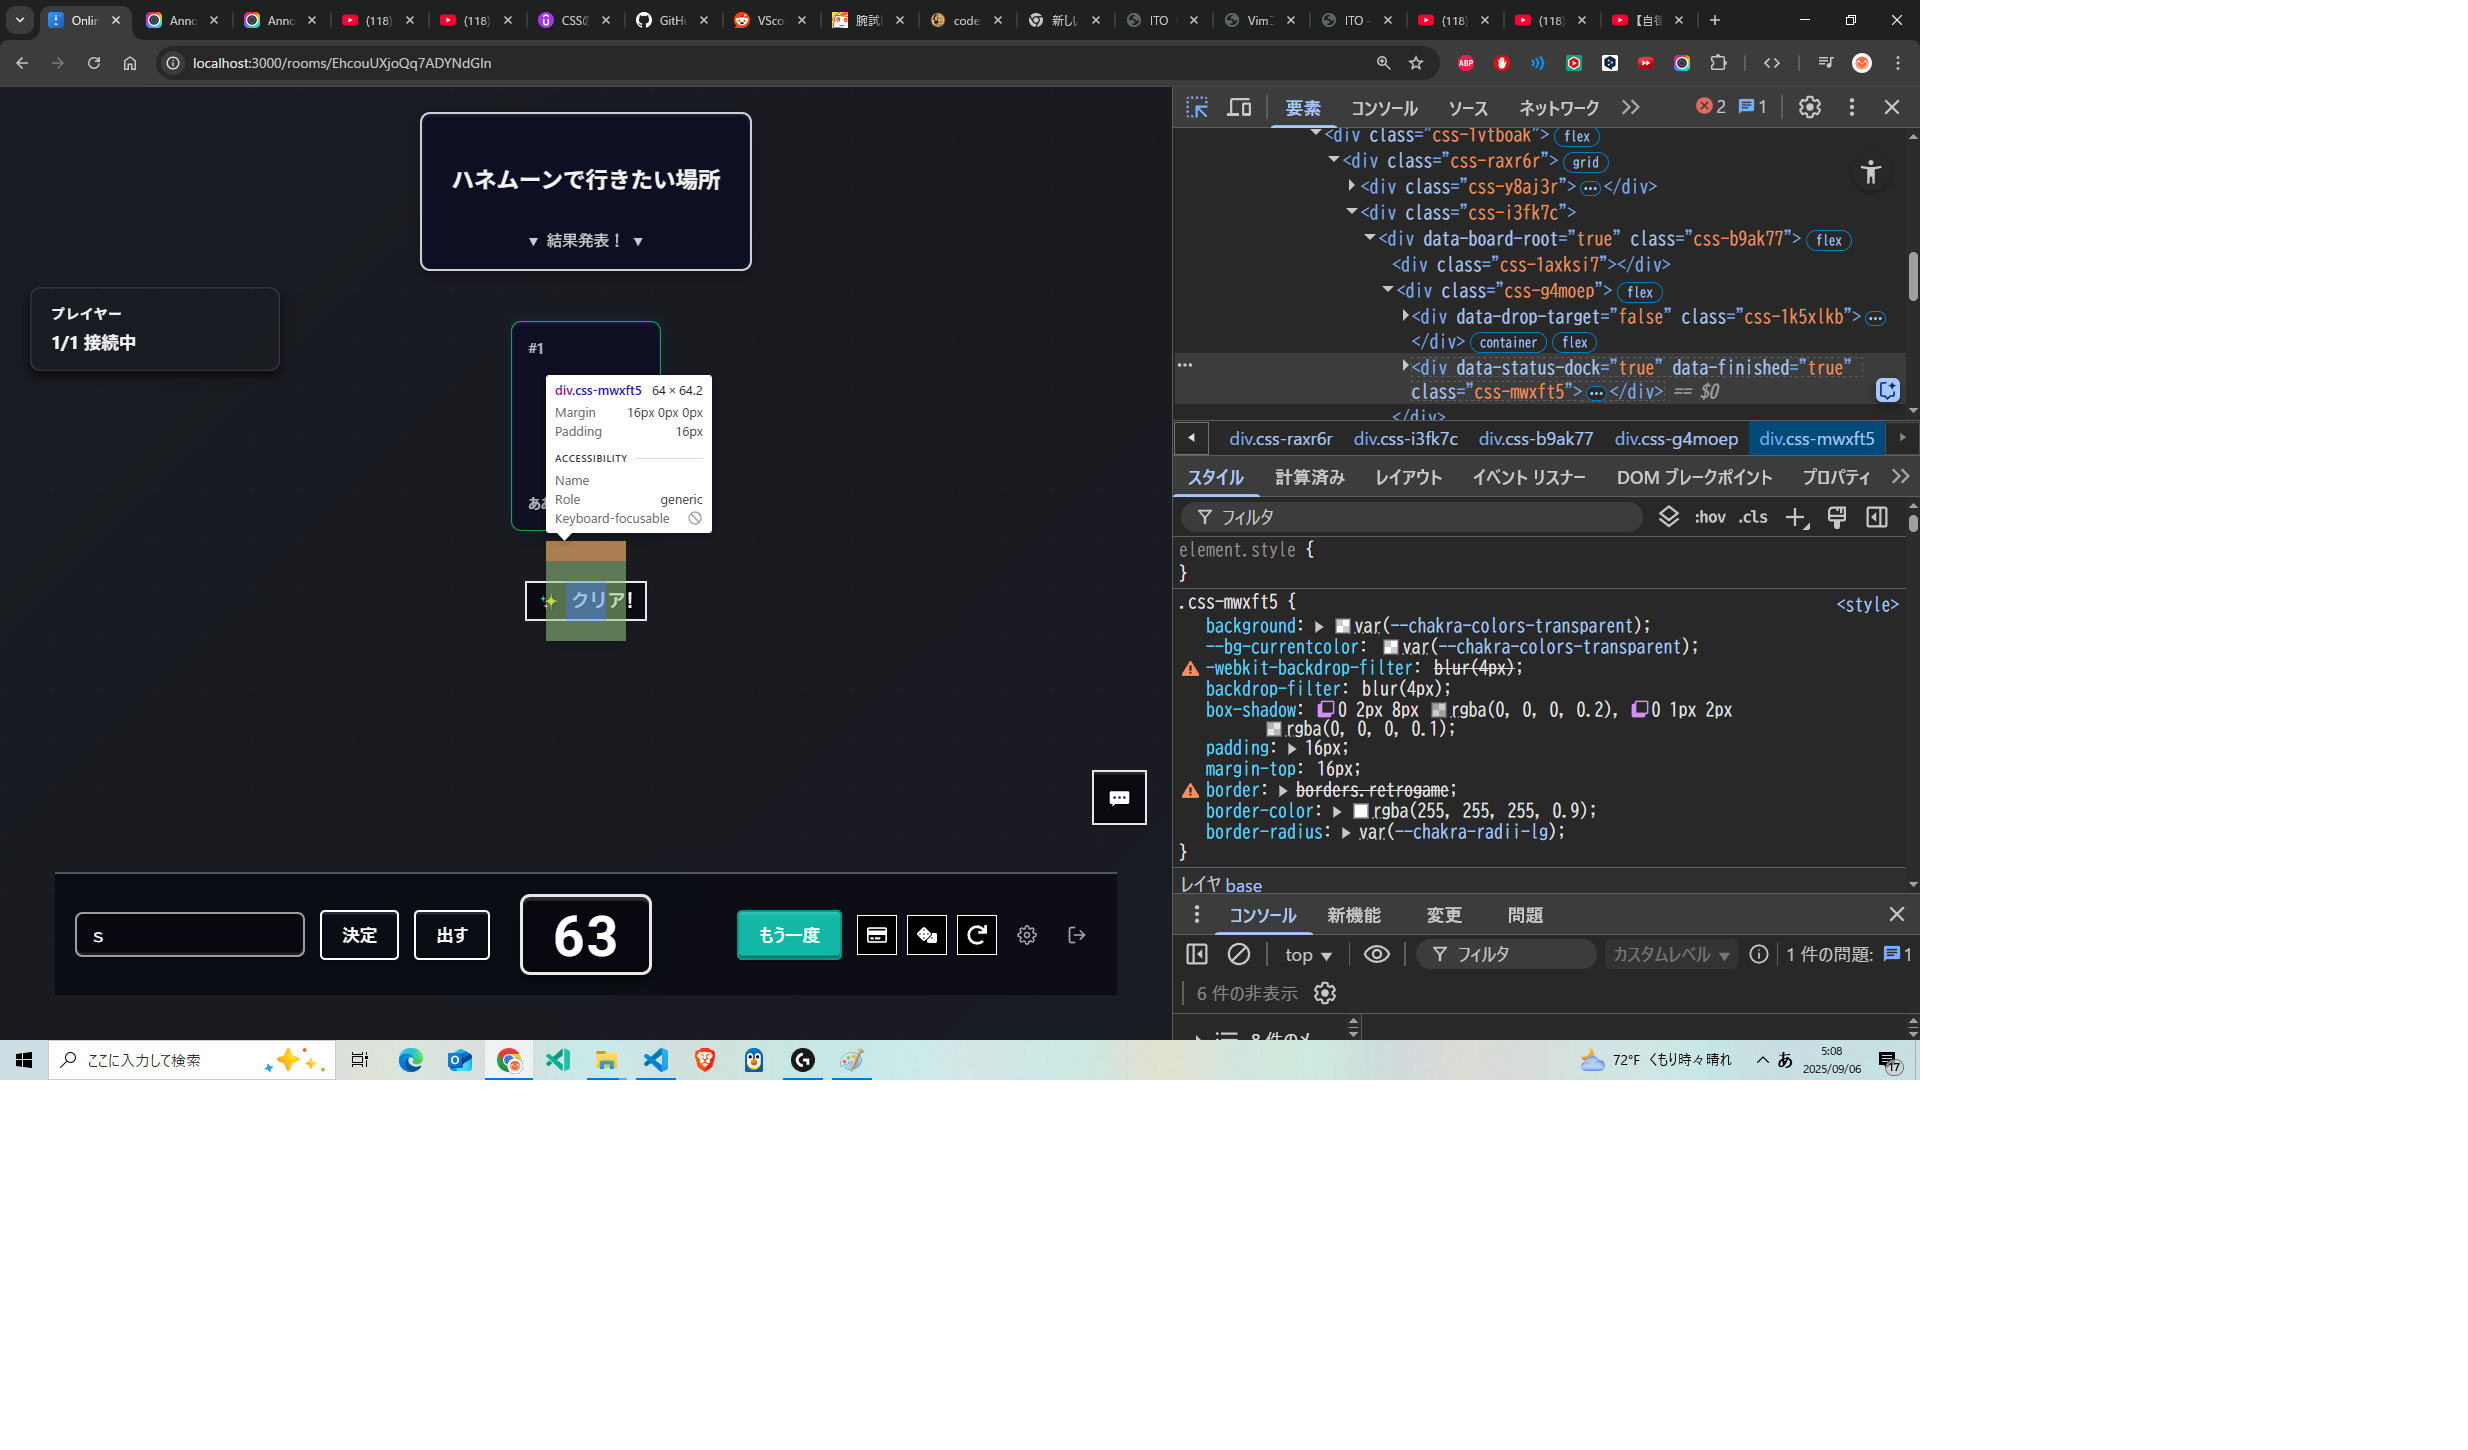 Onlin
Anno
Anno
(118)
(118)
CSSの
GitHu
VSco
腕試
code
新しい
ITO
Vimエ
ITO -
(118)
(118)
【自衛
localhost:3000/rooms/EhcouUXjoQq7ADYNdGIn
ABP
ハネムーンで行きたい場所
▼ 結果発表！ ▼
プレイヤー
1/1 接続中
#1
div.css-mwxft5 64 × 64.2
Margin 16px 0px 0px
Padding 16px
ACCESSIBILITY
Name
Role generic
Keyboard-focusable
ああ
クリア!
s
決定
出す
63
もう一度
要素
コンソール
ソース
ネットワーク
2
1
<div class="css-1vtboak"> flex
<div class="css-raxr6r"> grid
<div class="css-y8aj3r"> … </div>
<div class="css-i3fk7c">
<div data-board-root="true" class="css-b9ak77"> flex
<div class="css-1axksi7"></div>
<div class="css-g4moep"> flex
<div data-drop-target="false" class="css-1k5xlkb"> …
</div> container flex
<div data-status-dock="true" data-finished="true"
class="css-mwxft5"> … </div> == $0
</div>
div.css-raxr6r div.css-i3fk7c div.css-b9ak77 div.css-g4moep div.css-mwxft5
スタイル 計算済み レイアウト イベント リスナー DOM ブレークポイント プロパティ
フィルタ
:hov .cls
element.style {
}
.css-mwxft5 {
<style>
background: var(--chakra-colors-transparent);
--bg-currentcolor: var(--chakra-colors-transparent);
-webkit-backdrop-filter: blur(4px);
backdrop-filter: blur(4px);
box-shadow: 0 2px 8px rgba(0, 0, 0, 0.2), 0 1px 2px
rgba(0, 0, 0, 0.1);
padding: 16px;
margin-top: 16px;
border: borders.retrogame;
border-color: rgba(255, 255, 255, 0.9);
border-radius: var(--chakra-radii-lg);
}
レイヤ base
コンソール 新機能 変更 問題
top ▼
フィルタ
カスタムレベル ▼
1 件の問題: 1
6 件の非表示
8 件のメ
ここに入力して検索
72°F くもり時々晴れ
あ
5:08
2025/09/06
17